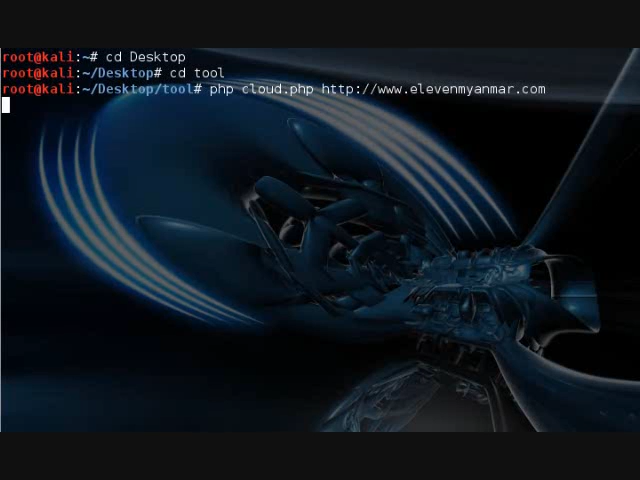 root@kali:~# cd Desktop
root@kali:~/Desktop# cd tool
root@kali:~/Desktop/tool# php cloud.php http://www.elevenmyanmar.com